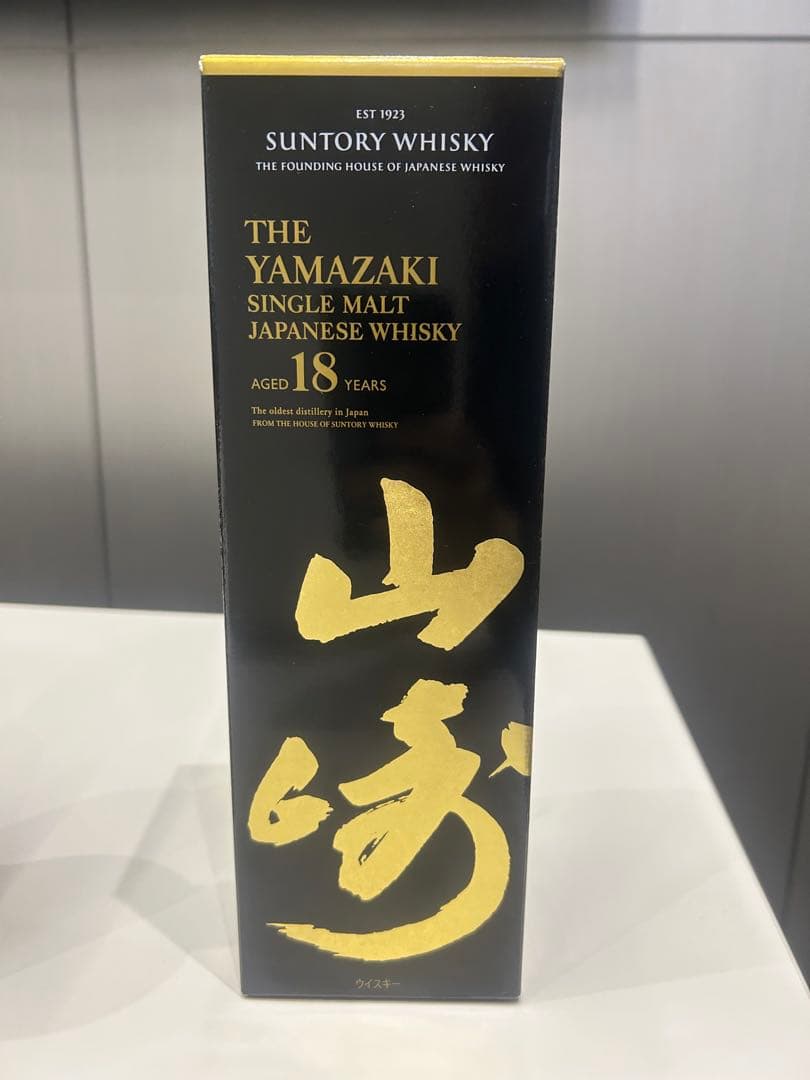 EST 1923
SUNTORY WHISKY
THE FOUNDING HOUSE OF JAPANESE WHISKY
THE
YAMAZAKI
SINGLE MALT
JAPANESE WHISKY
AGED 18 YEARS
The oldest distillery in Japan
FROM THE HOUSE OF SUNTORY WHISKY
山
崎
ウイスキー